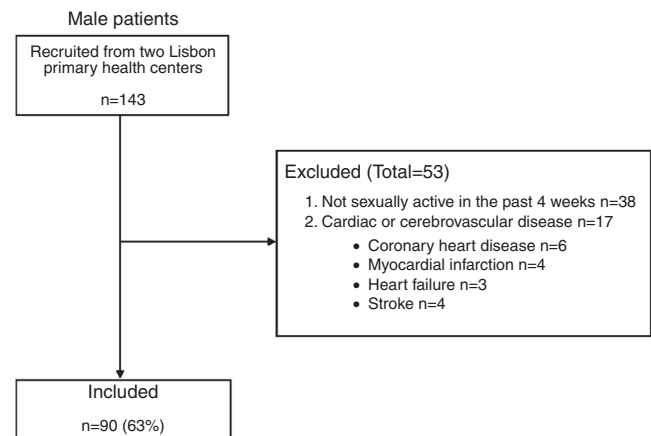 Male patients
Recruited from two Lisbon
primary health centers
n=143
Excluded (Total=53)
1. Not sexually active in the past 4 weeks n=38
2. Cardiac or cerebrovascular disease n=17
• Coronary heart disease n=6
• Myocardial infarction n=4
• Heart failure n=3
• Stroke n=4
Included
n=90 (63%)